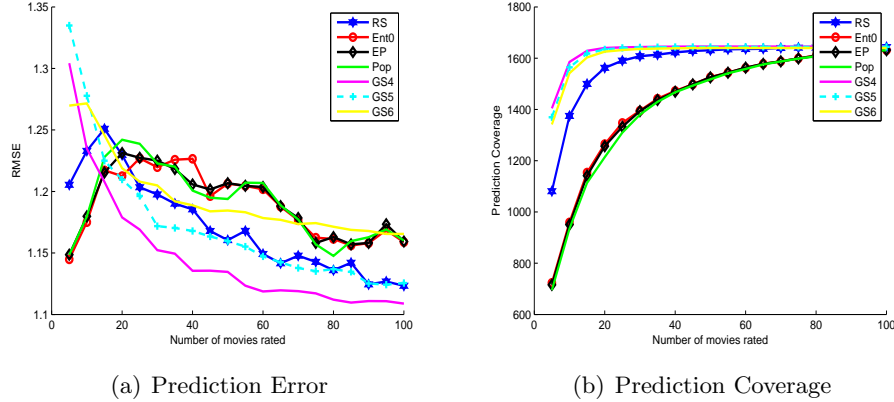 1.4
1.35
1.3
1.25
1.2
1.15
1.1
0 20 40 60 80 100
RMSE
Number of movies rated
RS
Ent0
EP
Pop
GS4
GS5
GS6
(a) Prediction Error
1800
1600
1400
1200
1000
800
600
0 20 40 60 80 100
Prediction Coverage
Number of movies rated
RS
Ent0
EP
Pop
GS4
GS5
GS6
(b) Prediction Coverage